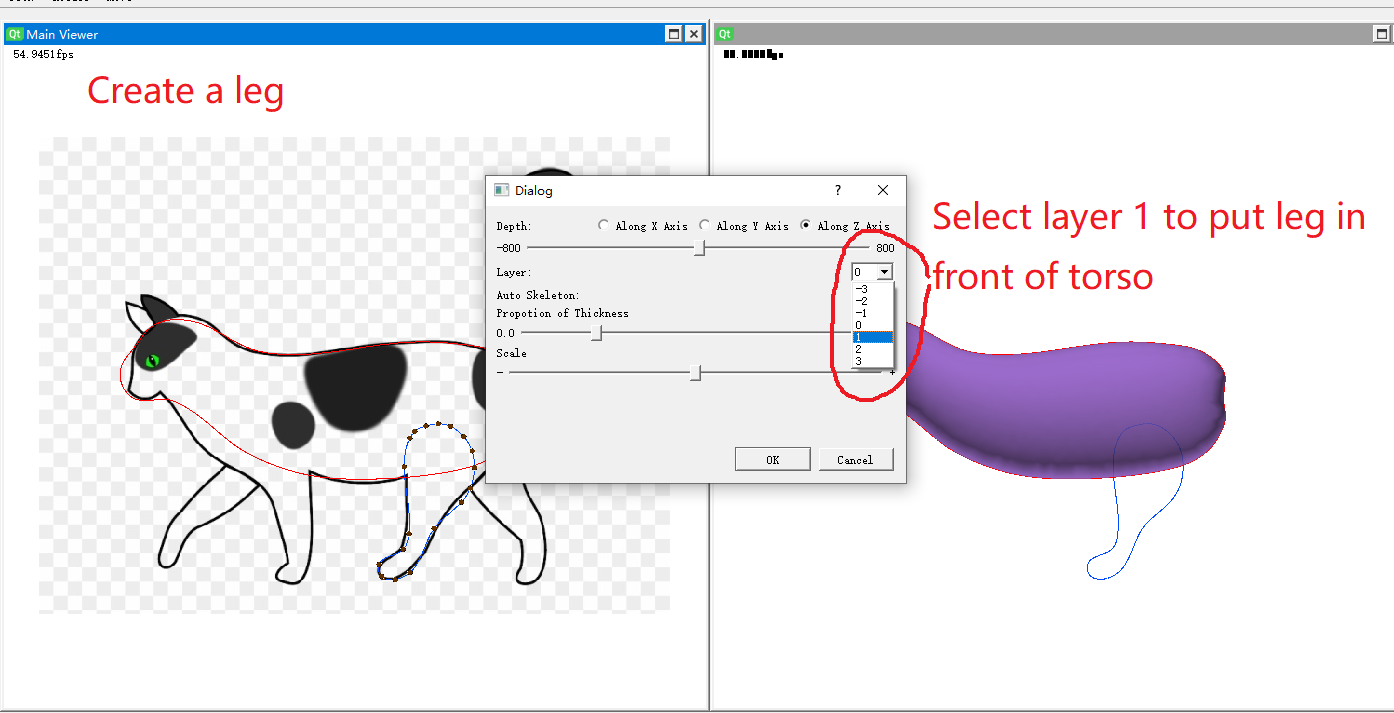 Qt Main Viewer
Qt
54.9451fps
Create a leg
Dialog
?
Depth:
Along X Axis
Along Y Axis
Along Z Axis
-800
800
Select layer 1 to put leg in
front of torso
Layer:
0
-3
-2
-1
0
1
2
3
Auto Skeleton:
Propotion of Thickness
0.0
Scale
-
+
OK
Cancel